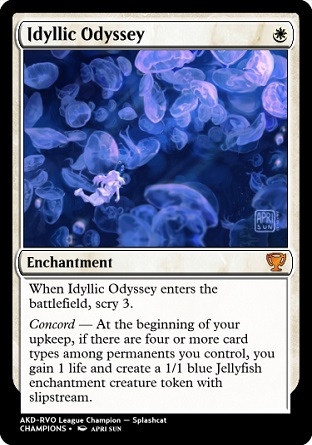 Idyllic Odyssey
APRI
SUN
Enchantment
When Idyllic Odyssey enters the
battlefield, scry 3.
Concord — At the beginning of your
upkeep, if there are four or more card
types among permanents you control, you
gain 1 life and create a 1/1 blue Jellyfish
enchantment creature token with
slipstream.
AKD-RVO League Champion — Splashcat
CHAMPIONS • APRI SUN